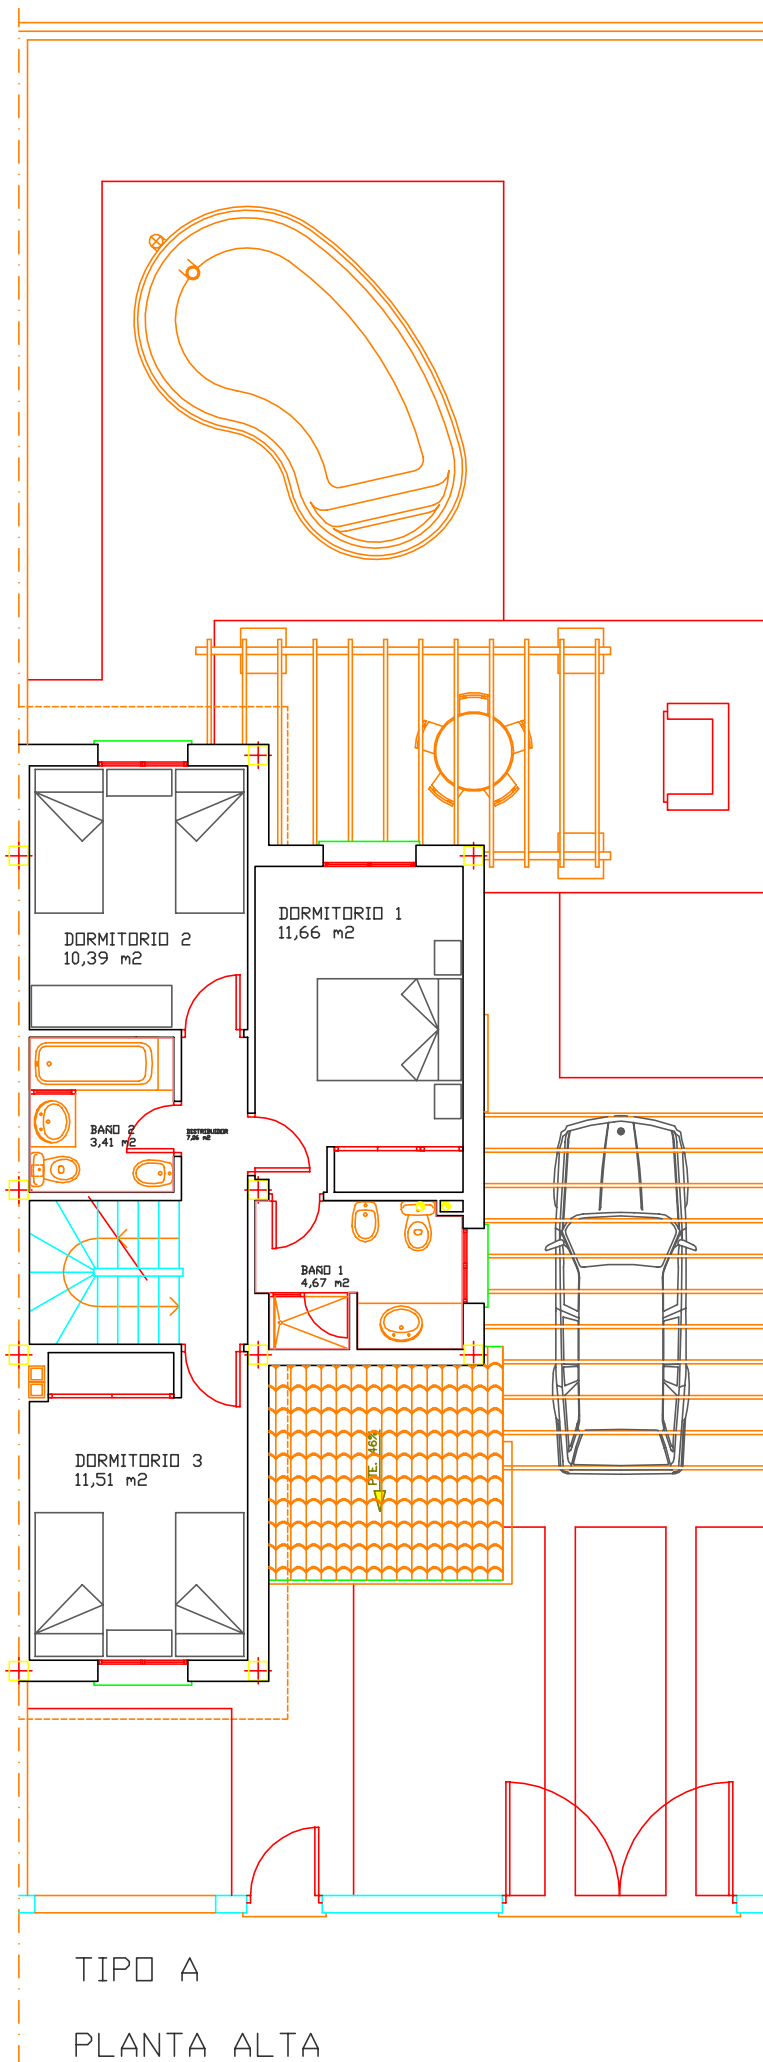 DORMITORIO 1
11,66 m2
DORMITORIO 2
10,39 m2
BAÑO 2
3,41 m2
DISTRIBUIDOR
7,06 m2
BAÑO 1
4,67 m2
PTE. 46%
DORMITORIO 3
11,51 m2
TIPO A
PLANTA ALTA